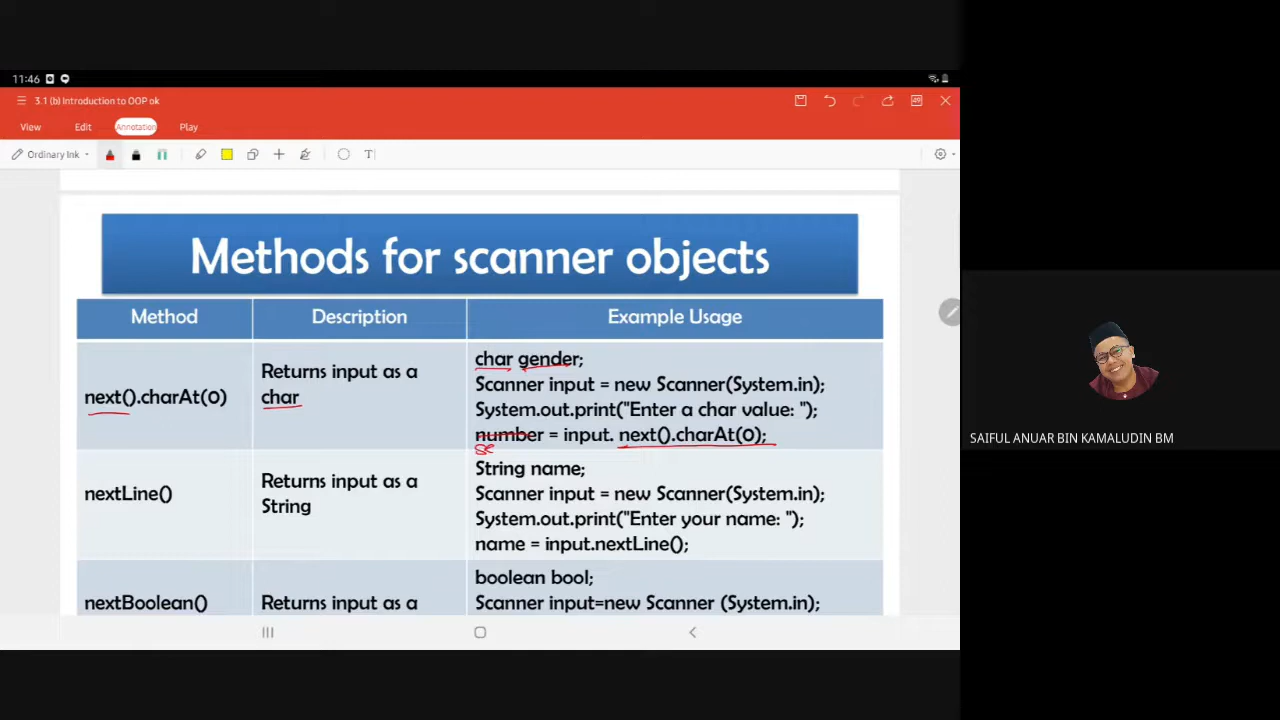 11:46
3.1 (b) Introduction to OOP ok
View Edit Annotation Play
Ordinary Ink T
Methods for scanner objects
Method Description Example Usage
next().charAt(0)
Returns input as a
char
char gender;
Scanner input = new Scanner(System.in);
System.out.print("Enter a char value: ");
number = input. next().charAt(0);
nextLine()
Returns input as a
String
String name;
Scanner input = new Scanner(System.in);
System.out.print("Enter your name: ");
name = input.nextLine();
nextBoolean()
Returns input as a
boolean bool;
Scanner input=new Scanner (System.in);
SAIFUL ANUAR BIN KAMALUDIN BM